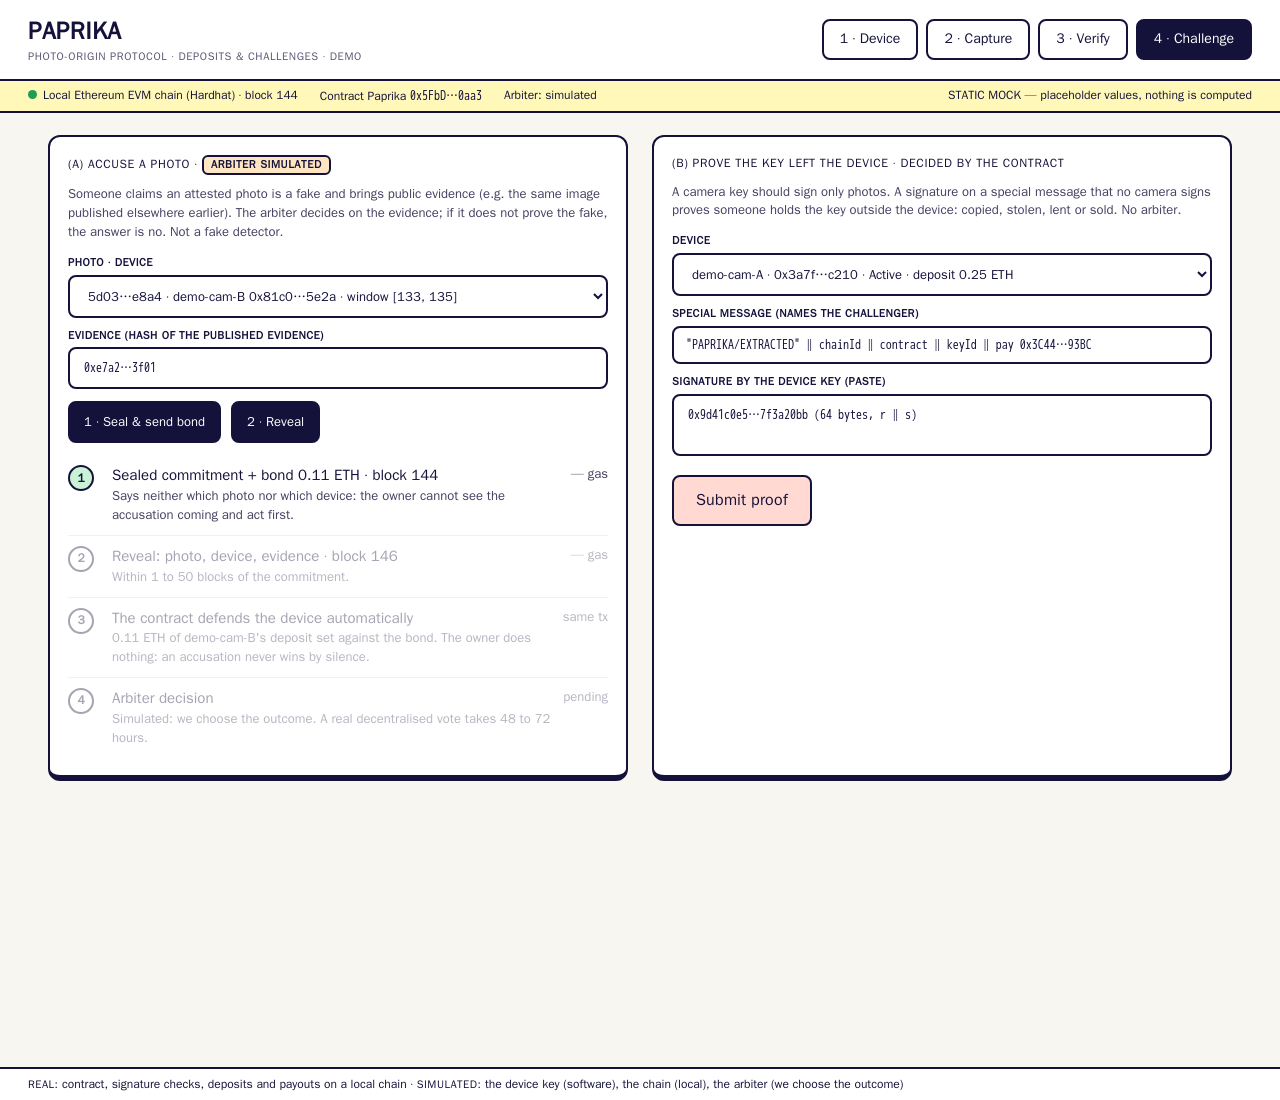 PAPRIKA
PHOTO-ORIGIN PROTOCOL · DEPOSITS & CHALLENGES · DEMO
1 · Device
2 · Capture
3 · Verify
4 · Challenge
Local Ethereum EVM chain (Hardhat) · block 144
Contract Paprika 0x5FbD···0aa3
Arbiter: simulated
STATIC MOCK — placeholder values, nothing is computed
(A) ACCUSE A PHOTO · ARBITER SIMULATED
Someone claims an attested photo is a fake and brings public evidence (e.g. the same image
published elsewhere earlier). The arbiter decides on the evidence; if it does not prove the fake,
the answer is no. Not a fake detector.
PHOTO · DEVICE
5d03···e8a4 · demo-cam-B 0x81c0···5e2a · window [133, 135]
EVIDENCE (HASH OF THE PUBLISHED EVIDENCE)
0xe7a2···3f01
1 · Seal & send bond
2 · Reveal
1
Sealed commitment + bond 0.11 ETH · block 144
— gas
Says neither which photo nor which device: the owner cannot see the
accusation coming and act first.
2
Reveal: photo, device, evidence · block 146
— gas
Within 1 to 50 blocks of the commitment.
3
The contract defends the device automatically
same tx
0.11 ETH of demo-cam-B's deposit set against the bond. The owner does
nothing: an accusation never wins by silence.
4
Arbiter decision
pending
Simulated: we choose the outcome. A real decentralised vote takes 48 to 72
hours.
(B) PROVE THE KEY LEFT THE DEVICE · DECIDED BY THE CONTRACT
A camera key should sign only photos. A signature on a special message that no camera signs
proves someone holds the key outside the device: copied, stolen, lent or sold. No arbiter.
DEVICE
demo-cam-A · 0x3a7f···c210 · Active · deposit 0.25 ETH
SPECIAL MESSAGE (NAMES THE CHALLENGER)
"PAPRIKA/EXTRACTED" ‖ chainId ‖ contract ‖ keyId ‖ pay 0x3C44···93BC
SIGNATURE BY THE DEVICE KEY (PASTE)
0x9d41c0e5···7f3a20bb (64 bytes, r ‖ s)
Submit proof
REAL: contract, signature checks, deposits and payouts on a local chain · SIMULATED: the device key (software), the chain (local), the arbiter (we choose the outcome)